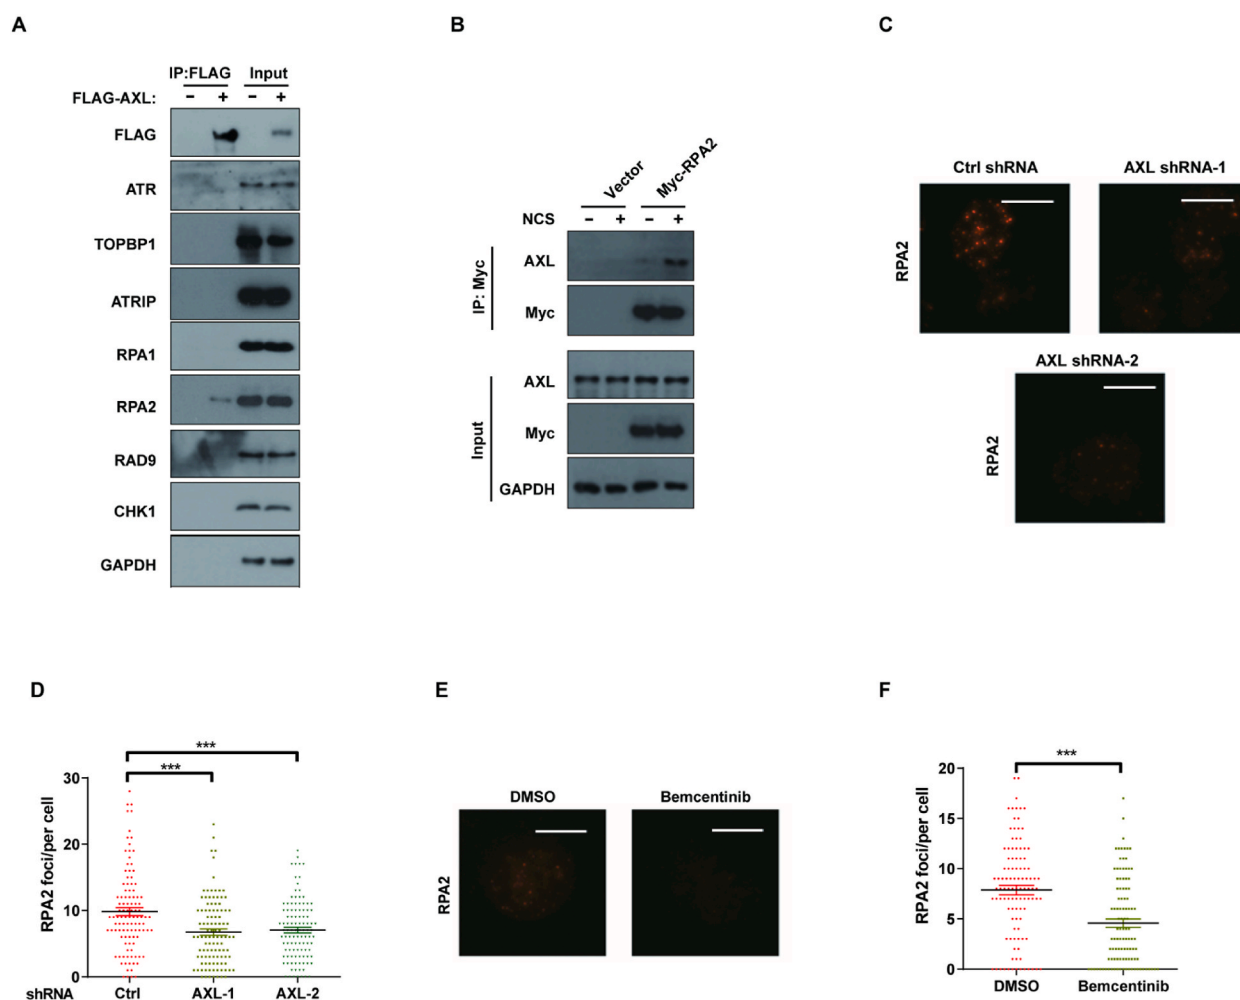 A
IP:FLAG Input
FLAG-AXL: – + – +
FLAG
ATR
TOPBP1
ATRIP
RPA1
RPA2
RAD9
CHK1
GAPDH
B
Vector Myc-RPA2
NCS – + – +
IP: Myc
AXL
Myc
Input
AXL
Myc
GAPDH
C
Ctrl shRNA AXL shRNA-1
RPA2
AXL shRNA-2
RPA2
D
***
***
RPA2 foci/per cell
30
20
10
0
shRNA Ctrl AXL-1 AXL-2
E
DMSO Bemcentinib
RPA2
F
***
RPA2 foci/per cell
20
15
10
5
0
DMSO Bemcentinib